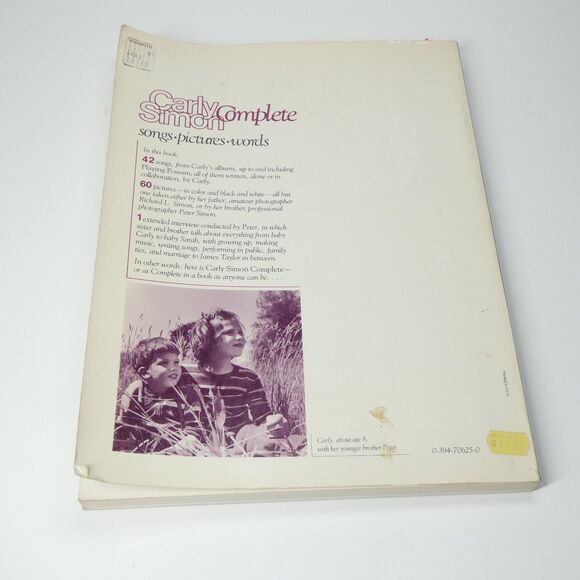 Carly
Simon Complete
songs·pictures·words
In this book:
42 songs, from Carly's albums, up to and including
Playing Possum, all of them written, alone or in
collaboration, by Carly.
60 pictures—in color and black and white—all but
one taken either by her father, amateur photographer
Richard L. Simon, or by her brother, professional
photographer Peter Simon.
1 extended interview conducted by Peter, in which
sister and brother talk about everything from baby
Carly to baby Sarah, with growing up, making
music, writing songs, performing in public, family
ties, and marriage to James Taylor in between.
In other words: here is Carly Simon Complete—
or as Complete in a book as anyone can be. . . .
Carly, about age 8,
with her younger brother Peter
0-394-70625-0